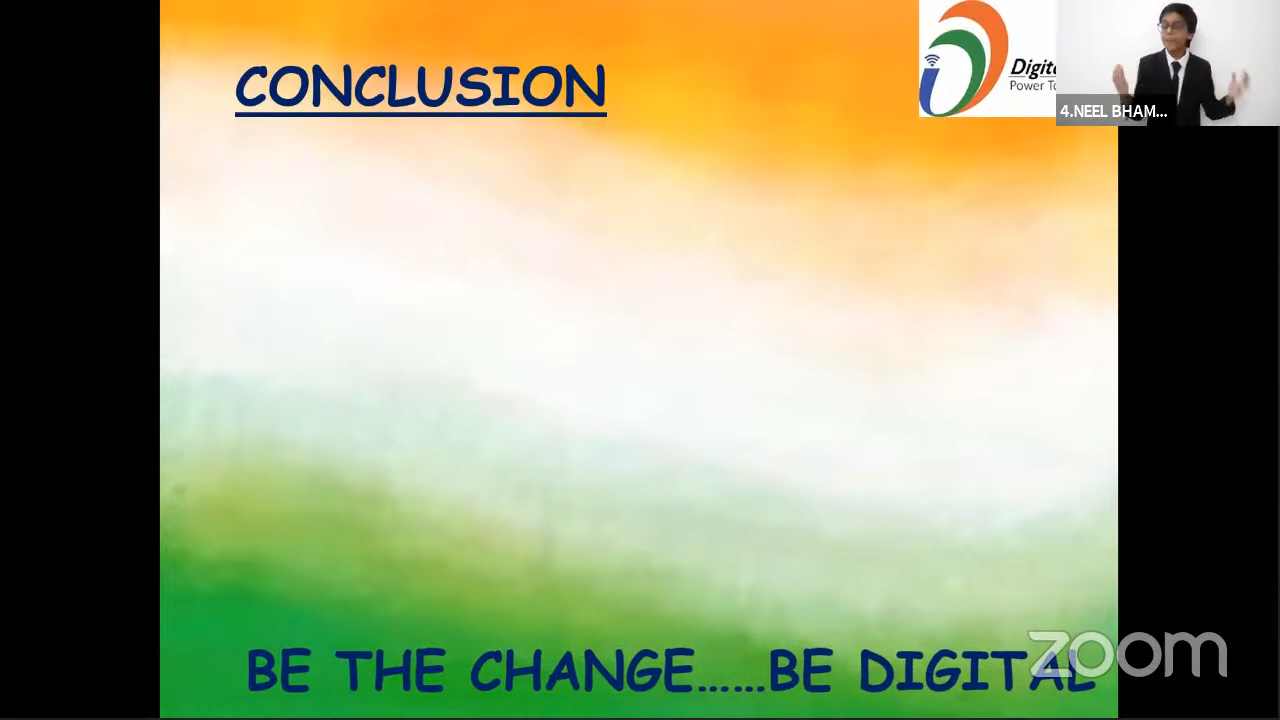 CONCLUSION
Digit
Power To
4.NEEL BHAM...
BE THE CHANGE......BE DIGITAL
zoom